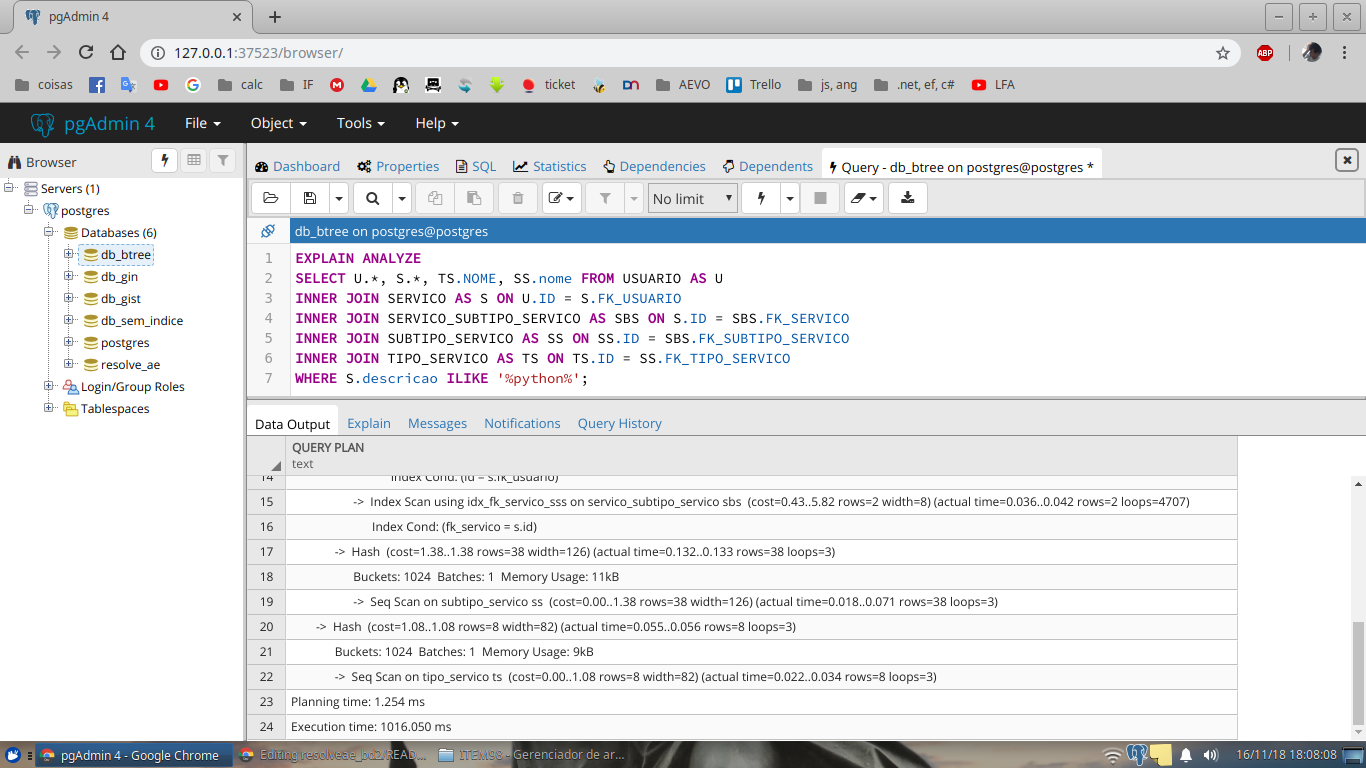 pgAdmin 4
127.0.0.1:37523/browser/
ABP
coisas
calc
IF
ticket
AEVO
Trello
js, ang
.net, ef, c#
LFA
pgAdmin 4
File
Object
Tools
Help
Browser
Dashboard
Properties
SQL
Statistics
Dependencies
Dependents
Query - db_btree on postgres@postgres *
Servers (1)
postgres
Databases (6)
db_btree
db_gin
db_gist
db_sem_indice
postgres
resolve_ae
Login/Group Roles
Tablespaces
No limit
db_btree on postgres@postgres
1 EXPLAIN ANALYZE
2 SELECT U.*, S.*, TS.NOME, SS.nome FROM USUARIO AS U
3 INNER JOIN SERVICO AS S ON U.ID = S.FK_USUARIO
4 INNER JOIN SERVICO_SUBTIPO_SERVICO AS SBS ON S.ID = SBS.FK_SERVICO
5 INNER JOIN SUBTIPO_SERVICO AS SS ON SS.ID = SBS.FK_SUBTIPO_SERVICO
6 INNER JOIN TIPO_SERVICO AS TS ON TS.ID = SS.FK_TIPO_SERVICO
7 WHERE S.descricao ILIKE '%python%';
Data Output
Explain
Messages
Notifications
Query History
QUERY PLAN
text
14 Index Cond: (id = s.fk_usuario)
15 -> Index Scan using idx_fk_servico_sss on servico_subtipo_servico sbs (cost=0.43..5.82 rows=2 width=8) (actual time=0.036..0.042 rows=2 loops=4707)
16 Index Cond: (fk_servico = s.id)
17 -> Hash (cost=1.38..1.38 rows=38 width=126) (actual time=0.132..0.133 rows=38 loops=3)
18 Buckets: 1024 Batches: 1 Memory Usage: 11kB
19 -> Seq Scan on subtipo_servico ss (cost=0.00..1.38 rows=38 width=126) (actual time=0.018..0.071 rows=38 loops=3)
20 -> Hash (cost=1.08..1.08 rows=8 width=82) (actual time=0.055..0.056 rows=8 loops=3)
21 Buckets: 1024 Batches: 1 Memory Usage: 9kB
22 -> Seq Scan on tipo_servico ts (cost=0.00..1.08 rows=8 width=82) (actual time=0.022..0.034 rows=8 loops=3)
23 Planning time: 1.254 ms
24 Execution time: 1016.050 ms
pgAdmin 4 - Google Chrome
Editing resolveae_bd2/READ...
ITEM98 - Gerenciador de ar...
16/11/18 18:08:08